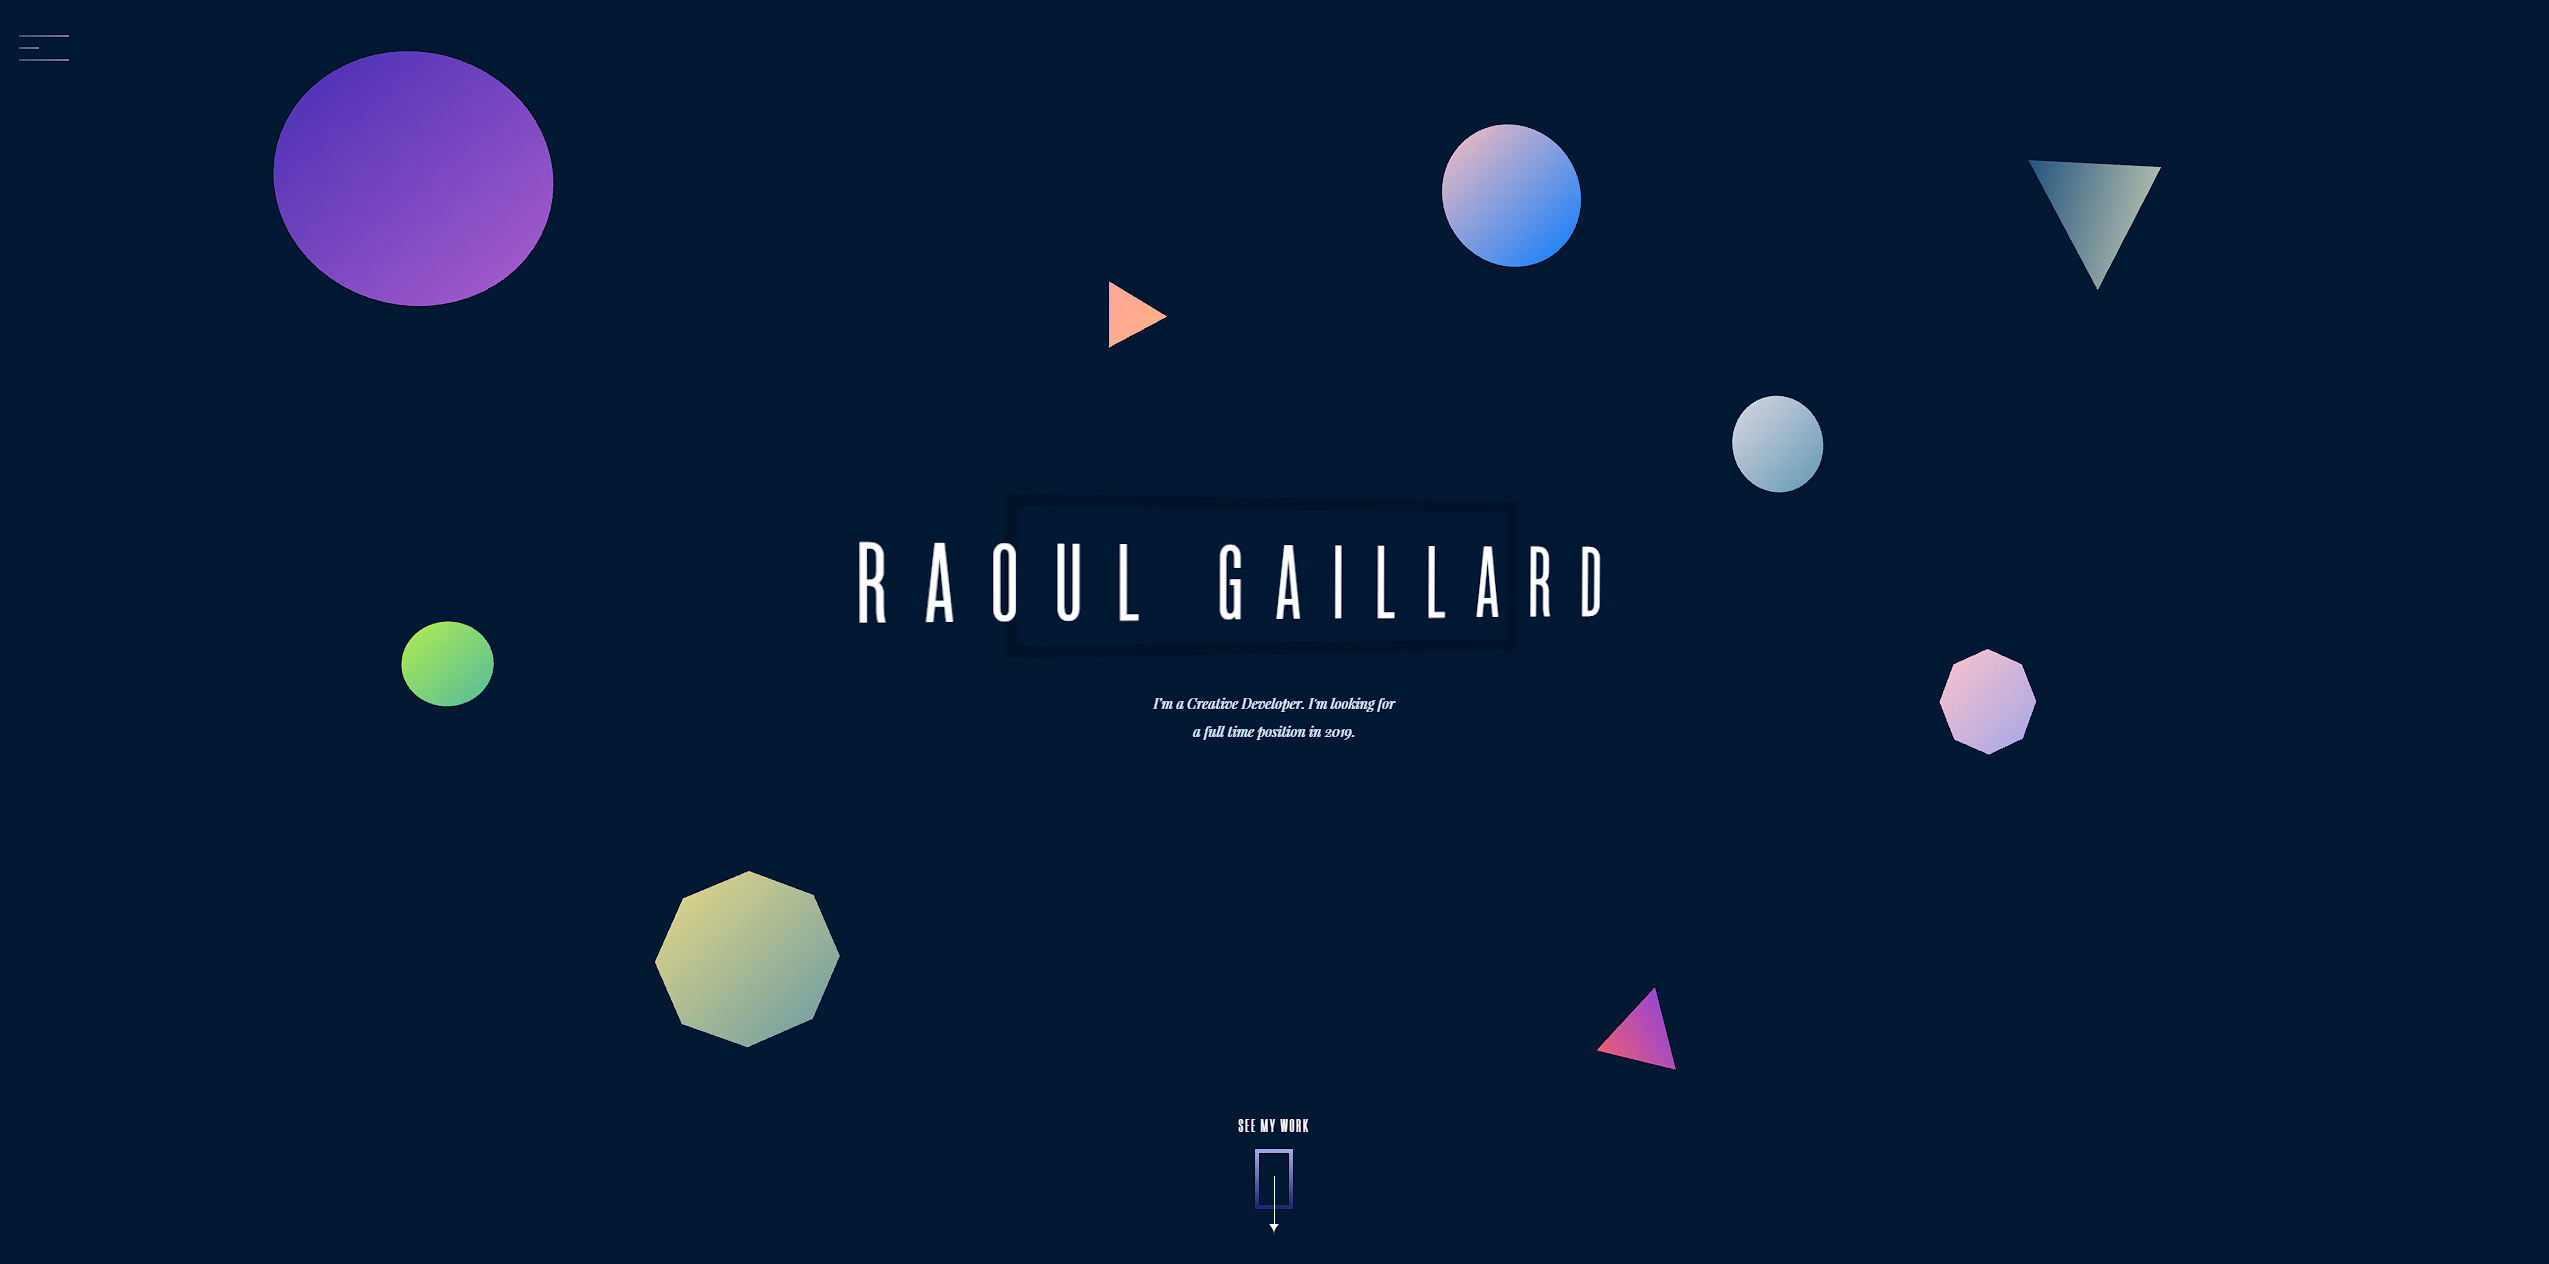 RAOUL GAILLARD
I'm a Creative Developer. I'm looking for
a full time position in 2019.
SEE MY WORK